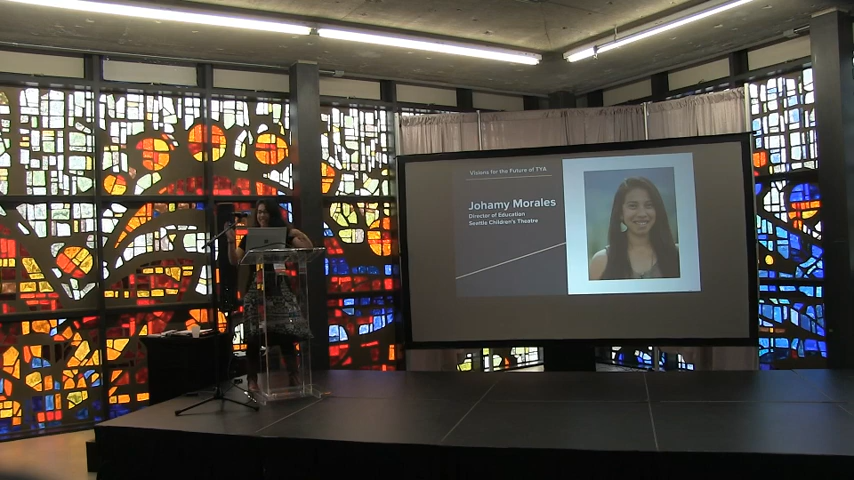 Visions for the Future of TYA
Johamy Morales
Director of Education
Seattle Children's Theatre